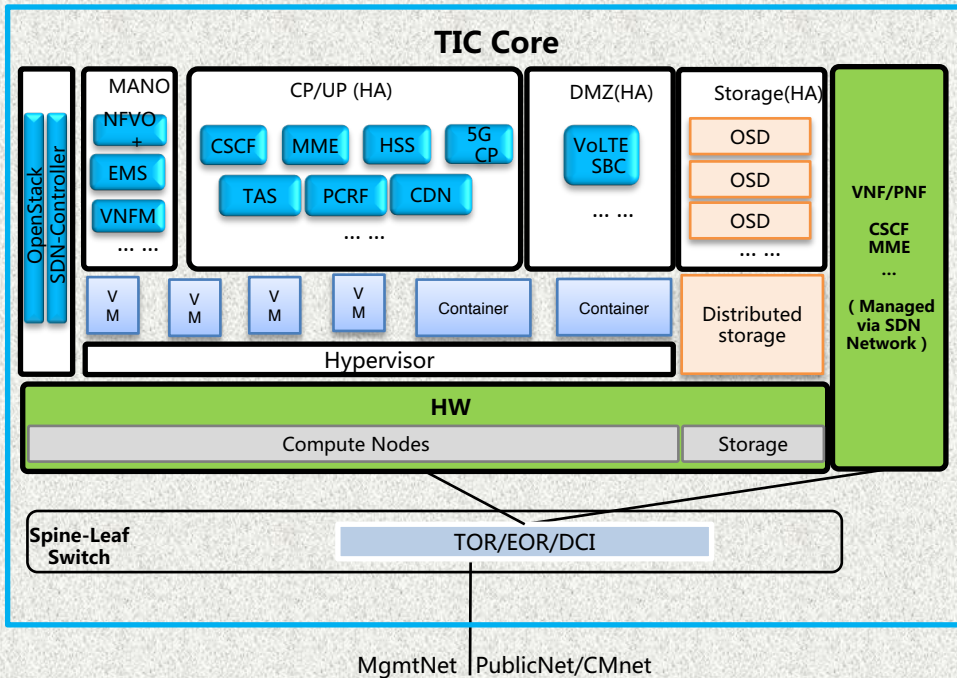 TIC Core
OpenStack
SDN-Controller
MANO
NFVO
+
EMS
VNFM
... ...
CP/UP (HA)
CSCF
MME
HSS
5G
CP
TAS
PCRF
CDN
... ...
DMZ(HA)
VoLTE
SBC
... ...
Storage(HA)
OSD
OSD
OSD
... ...
VNF/PNF
CSCF
MME
...
( Managed
via SDN
Network )
V
M
V
M
V
M
V
M
Container
Container
Distributed
storage
Hypervisor
HW
Compute Nodes
Storage
Spine-Leaf
Switch
TOR/EOR/DCI
MgmtNet
PublicNet/CMnet